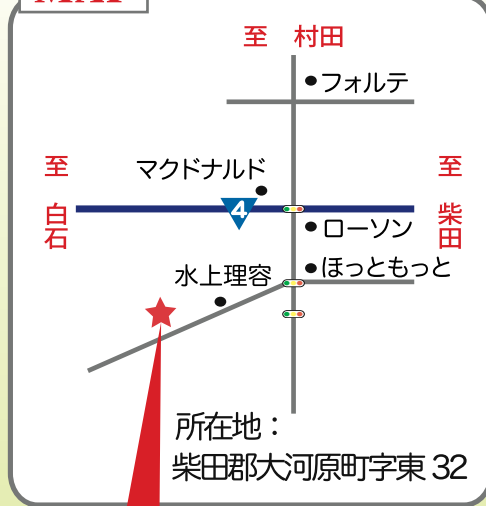 MAP
至 村田
フォルテ
マクドナルド
至 白石
4
至 柴田
ローソン
ほっともっと
水上理容
所在地：
柴田郡大河原町字東 32